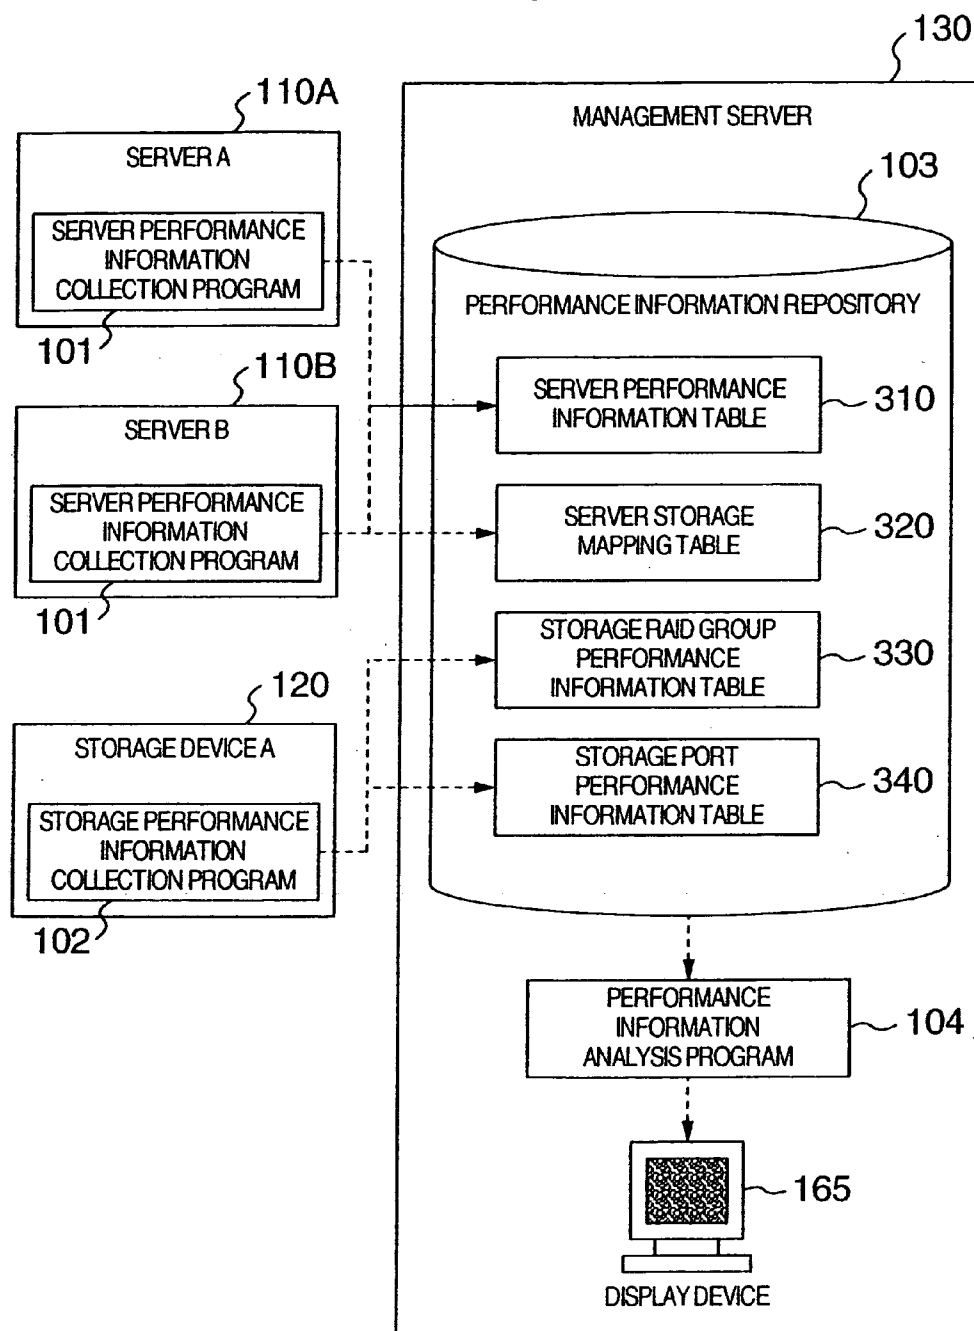 130
MANAGEMENT SERVER
110A
SERVER A
SERVER PERFORMANCE
INFORMATION
COLLECTION PROGRAM
101
110B
SERVER B
SERVER PERFORMANCE
INFORMATION
COLLECTION PROGRAM
101
120
STORAGE DEVICE A
STORAGE PERFORMANCE
INFORMATION
COLLECTION PROGRAM
102
103
PERFORMANCE INFORMATION REPOSITORY
SERVER PERFORMANCE
INFORMATION TABLE
310
SERVER STORAGE
MAPPING TABLE
320
STORAGE RAID GROUP
PERFORMANCE
INFORMATION TABLE
330
STORAGE PORT
PERFORMANCE
INFORMATION TABLE
340
PERFORMANCE
INFORMATION
ANALYSIS PROGRAM
104
165
DISPLAY DEVICE